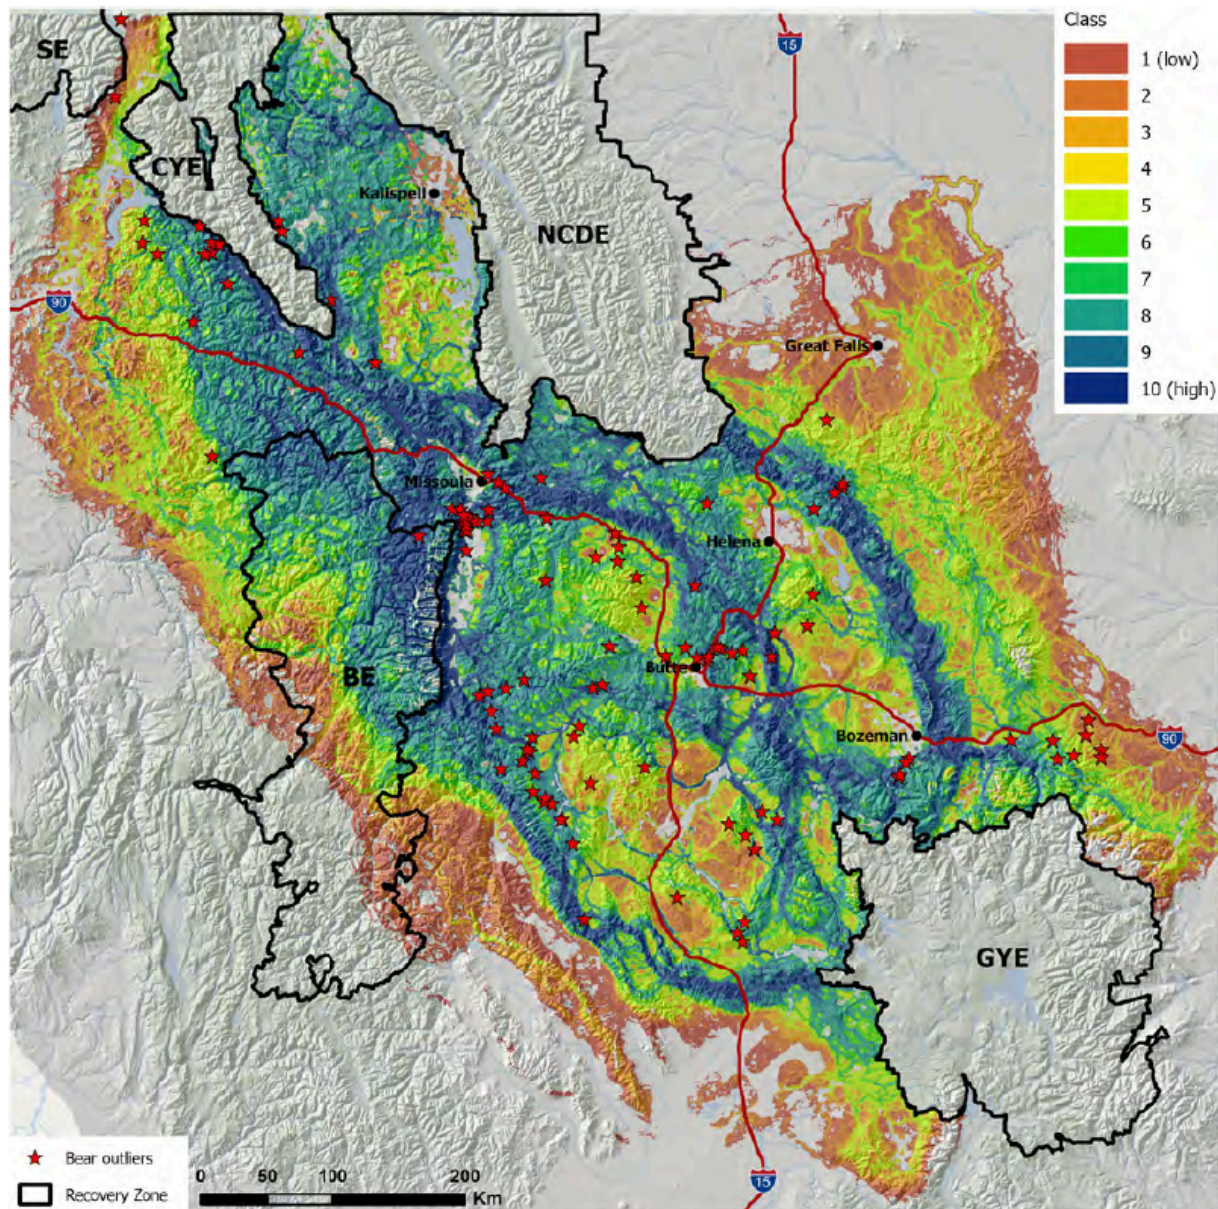 Class
1 (low)
2
3
4
5
6
7
8
9
10 (high)
SE
15
CYE
Kalispell
NCDE
90
Great Falls
Missoula
Helena
BE
Butte
Bozeman
90
GYE
Bear outliers
Recovery Zone
0 50 100 200
Km
15